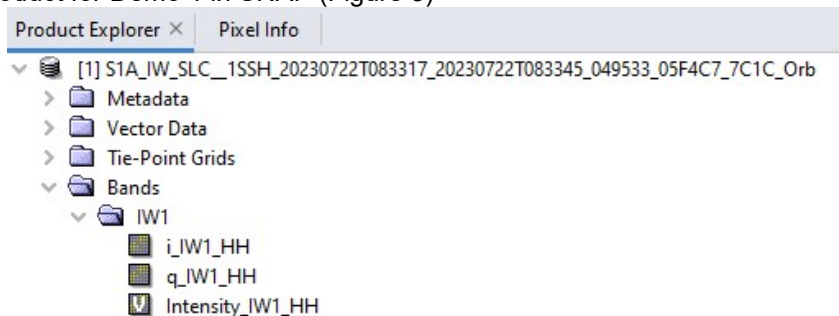 Product Explorer × Pixel Info
[1] S1A_IW_SLC__1SSH_20230722T083317_20230722T083345_049533_05F4C7_7C1C_Orb
Metadata
Vector Data
Tie-Point Grids
Bands
IW1
i_IW1_HH
q_IW1_HH
Intensity_IW1_HH